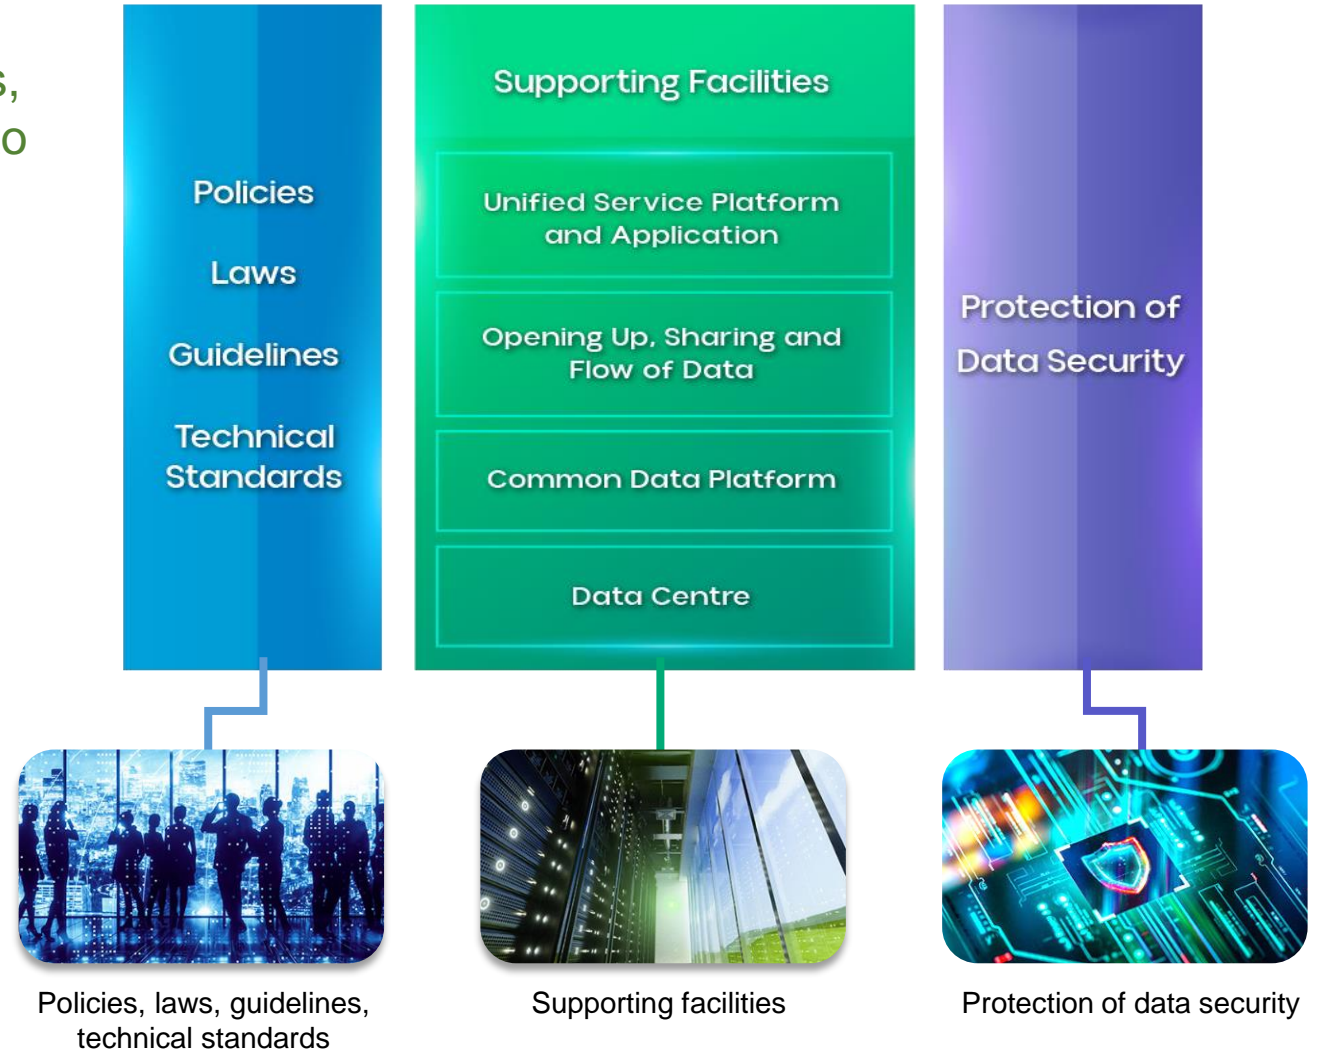 s,
o
Policies
Laws
Guidelines
Technical
Standards
Supporting Facilities
Unified Service Platform
and Application
Opening Up, Sharing and
Flow of Data
Common Data Platform
Data Centre
Protection of
Data Security
Policies, laws, guidelines,
technical standards
Supporting facilities
Protection of data security